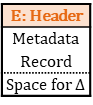 E: Header
Metadata
Record
Space for Δ